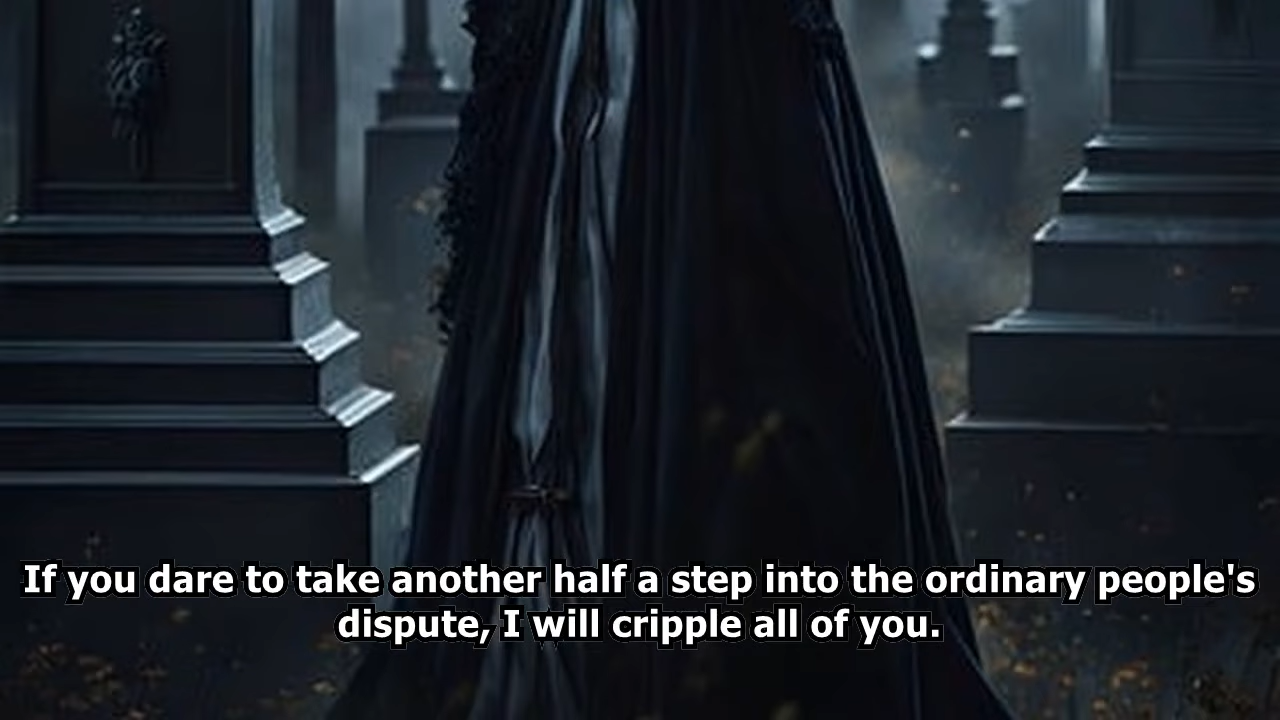 If you dare to take another half a step into the ordinary people's
dispute, I will cripple all of you.